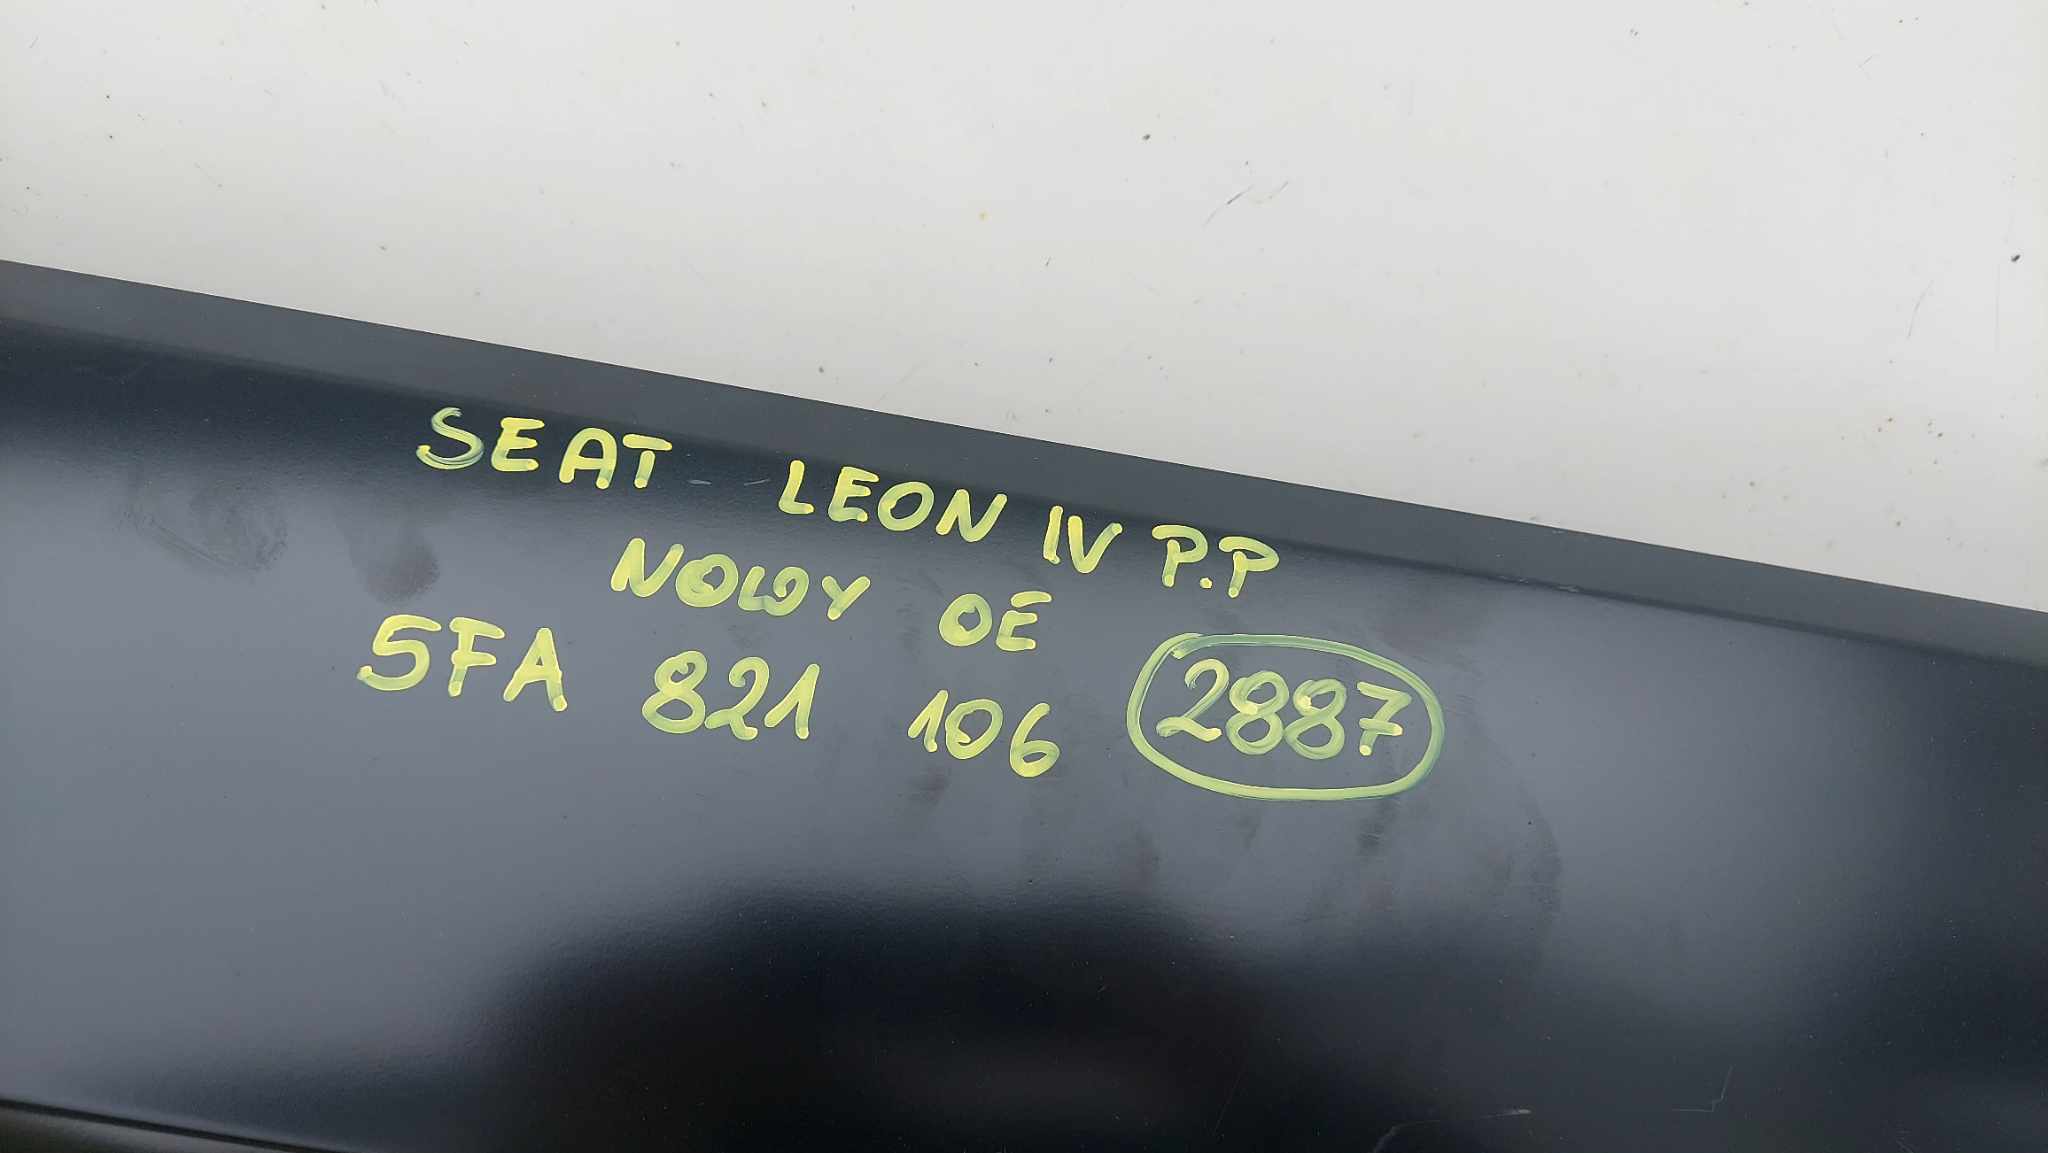 SEAT LEON IV P.P
NOWY OE
5FA 821 106 2887